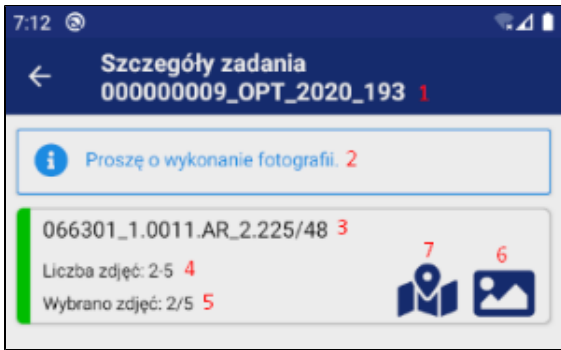 7:12
Szczegóły zadania
000000009_OPT_2020_193 1
Proszę o wykonanie fotografii. 2
066301_1.0011.AR_2.225/48 3
7 6
Liczba zdjęć: 2-5 4
Wybrano zdjęć: 2/5 5